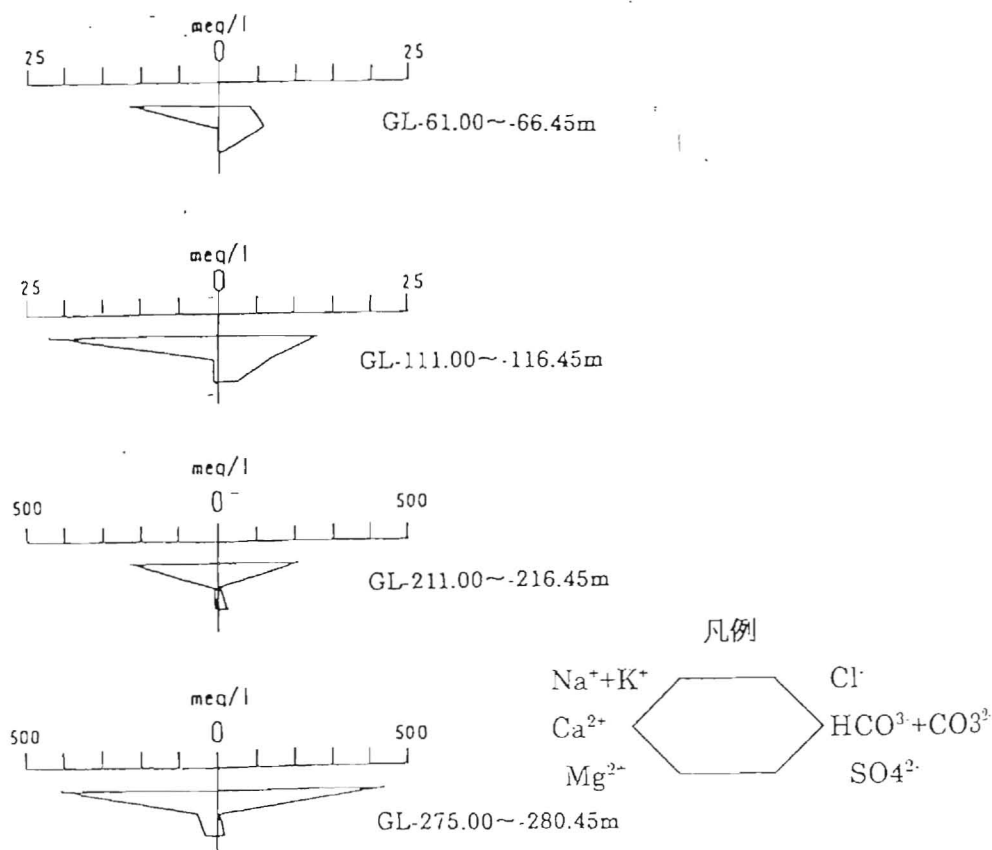 meq/l
25 0 25
GL-61.00～-66.45m
meq/l
25 0 25
GL-111.00～-116.45m
meq/l
500 0 500
GL-211.00～-216.45m
meq/l
500 0 500
GL-275.00～-280.45m
凡例
Na⁺+K⁺ Cl⁻
Ca²⁺ HCO³⁻+CO3²⁻
Mg²⁺ SO4²⁻